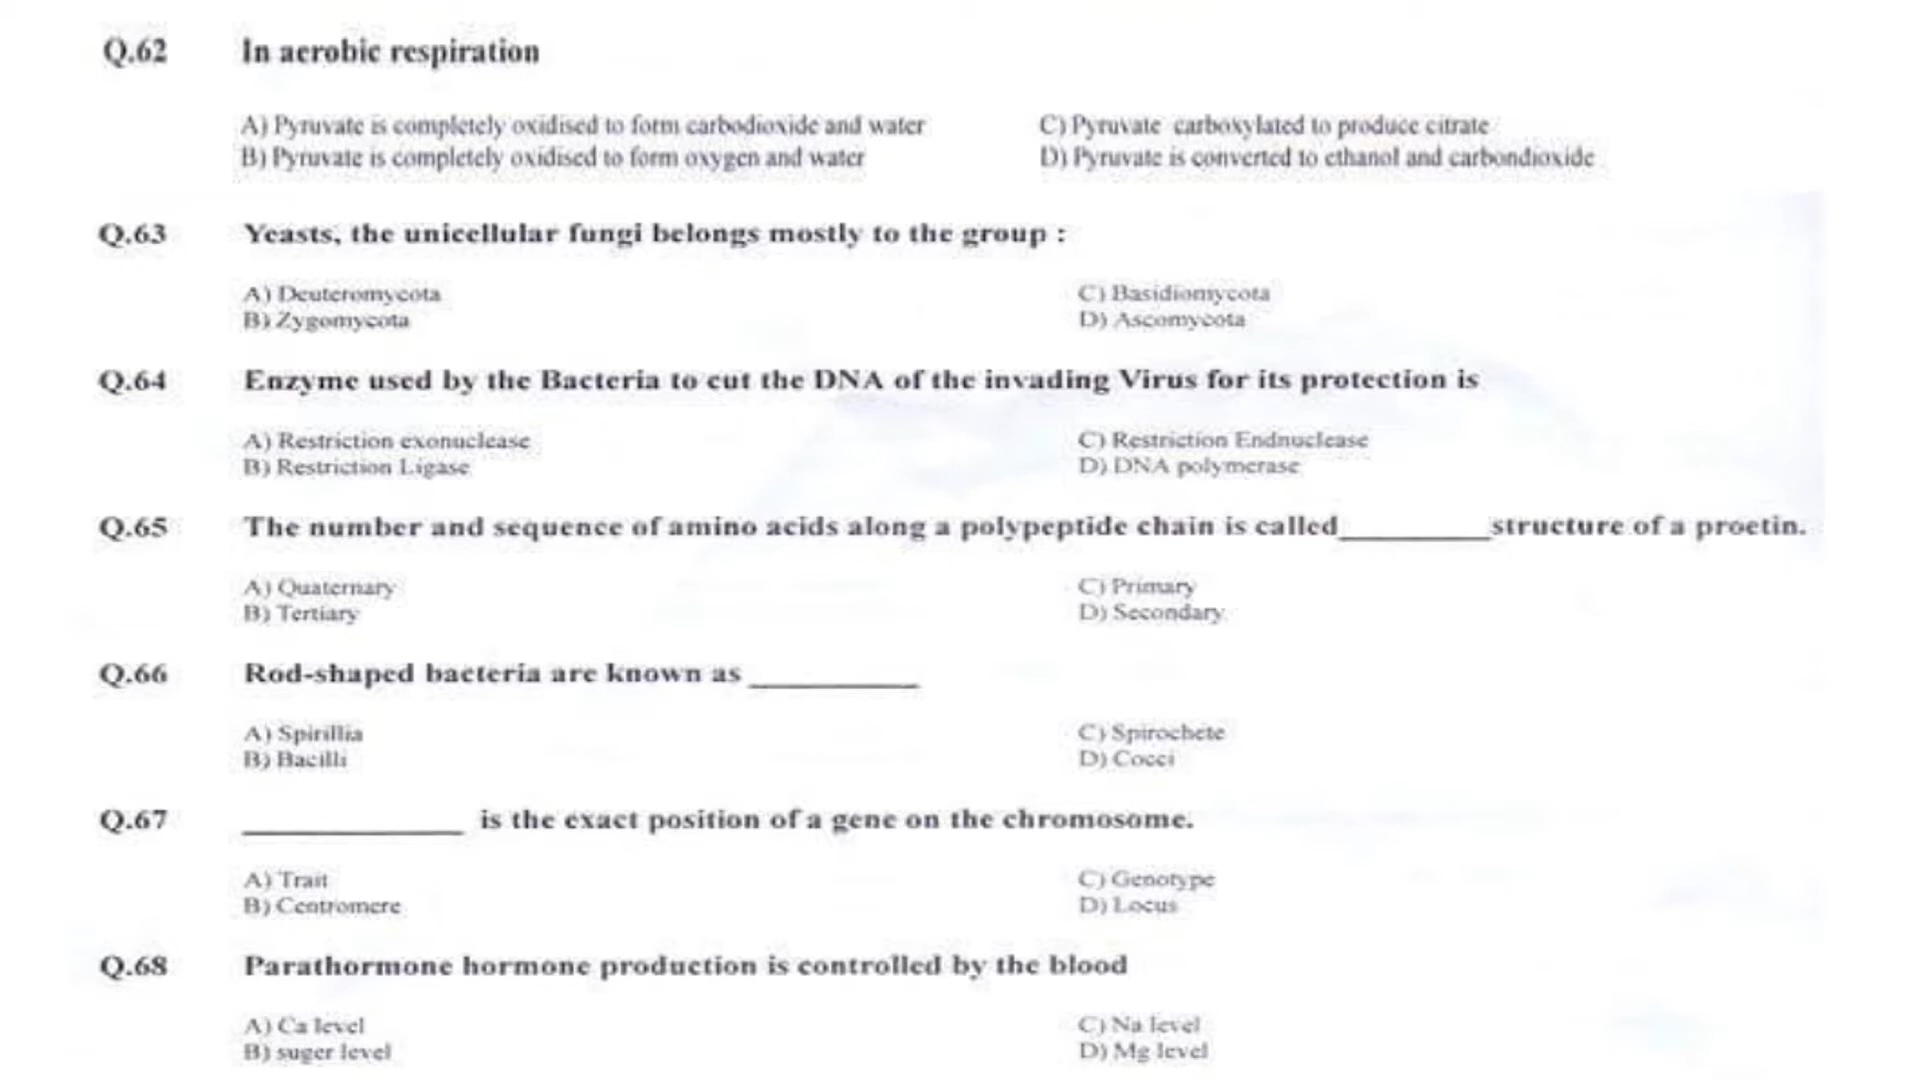 Q.62 In aerobic respiration
A) Pyruvate is completely oxidised to form carbodioxide and water C) Pyruvate carboxylated to produce citrate
B) Pyruvate is completely oxidised to form oxygen and water D) Pyruvate is converted to ethanol and carbondioxide
Q.63 Yeasts, the unicellular fungi belongs mostly to the group :
A) Deuteromycota C) Basidiomycota
B) Zygomycota D) Ascomycota
Q.64 Enzyme used by the Bacteria to cut the DNA of the invading Virus for its protection is
A) Restriction exonuclease C) Restriction Endnuclease
B) Restriction Ligase D) DNA polymerase
Q.65 The number and sequence of amino acids along a polypeptide chain is called_________structure of a proetin.
A) Quaternary C) Primary
B) Tertiary D) Secondary
Q.66 Rod-shaped bacteria are known as __________
A) Spirillia C) Spirochete
B) Bacilli D) Cocci
Q.67 _____________ is the exact position of a gene on the chromosome.
A) Trait C) Genotype
B) Centromere D) Locus
Q.68 Parathormone hormone production is controlled by the blood
A) Ca level C) Na level
B) suger level D) Mg level